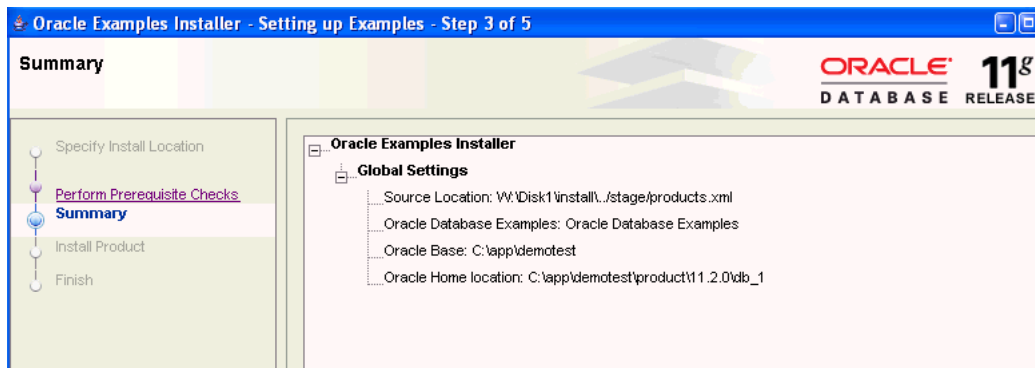 Oracle Examples Installer - Setting up Examples - Step 3 of 5
Summary
ORACLE
DATABASE
11g
RELEASE
Specify Install Location
Perform Prerequisite Checks
Summary
Install Product
Finish
Oracle Examples Installer
Global Settings
Source Location: W:\Disk1\install\../stage/products.xml
Oracle Database Examples: Oracle Database Examples
Oracle Base: C:\app\demotest
Oracle Home location: C:\app\demotest\product\11.2.0\db_1